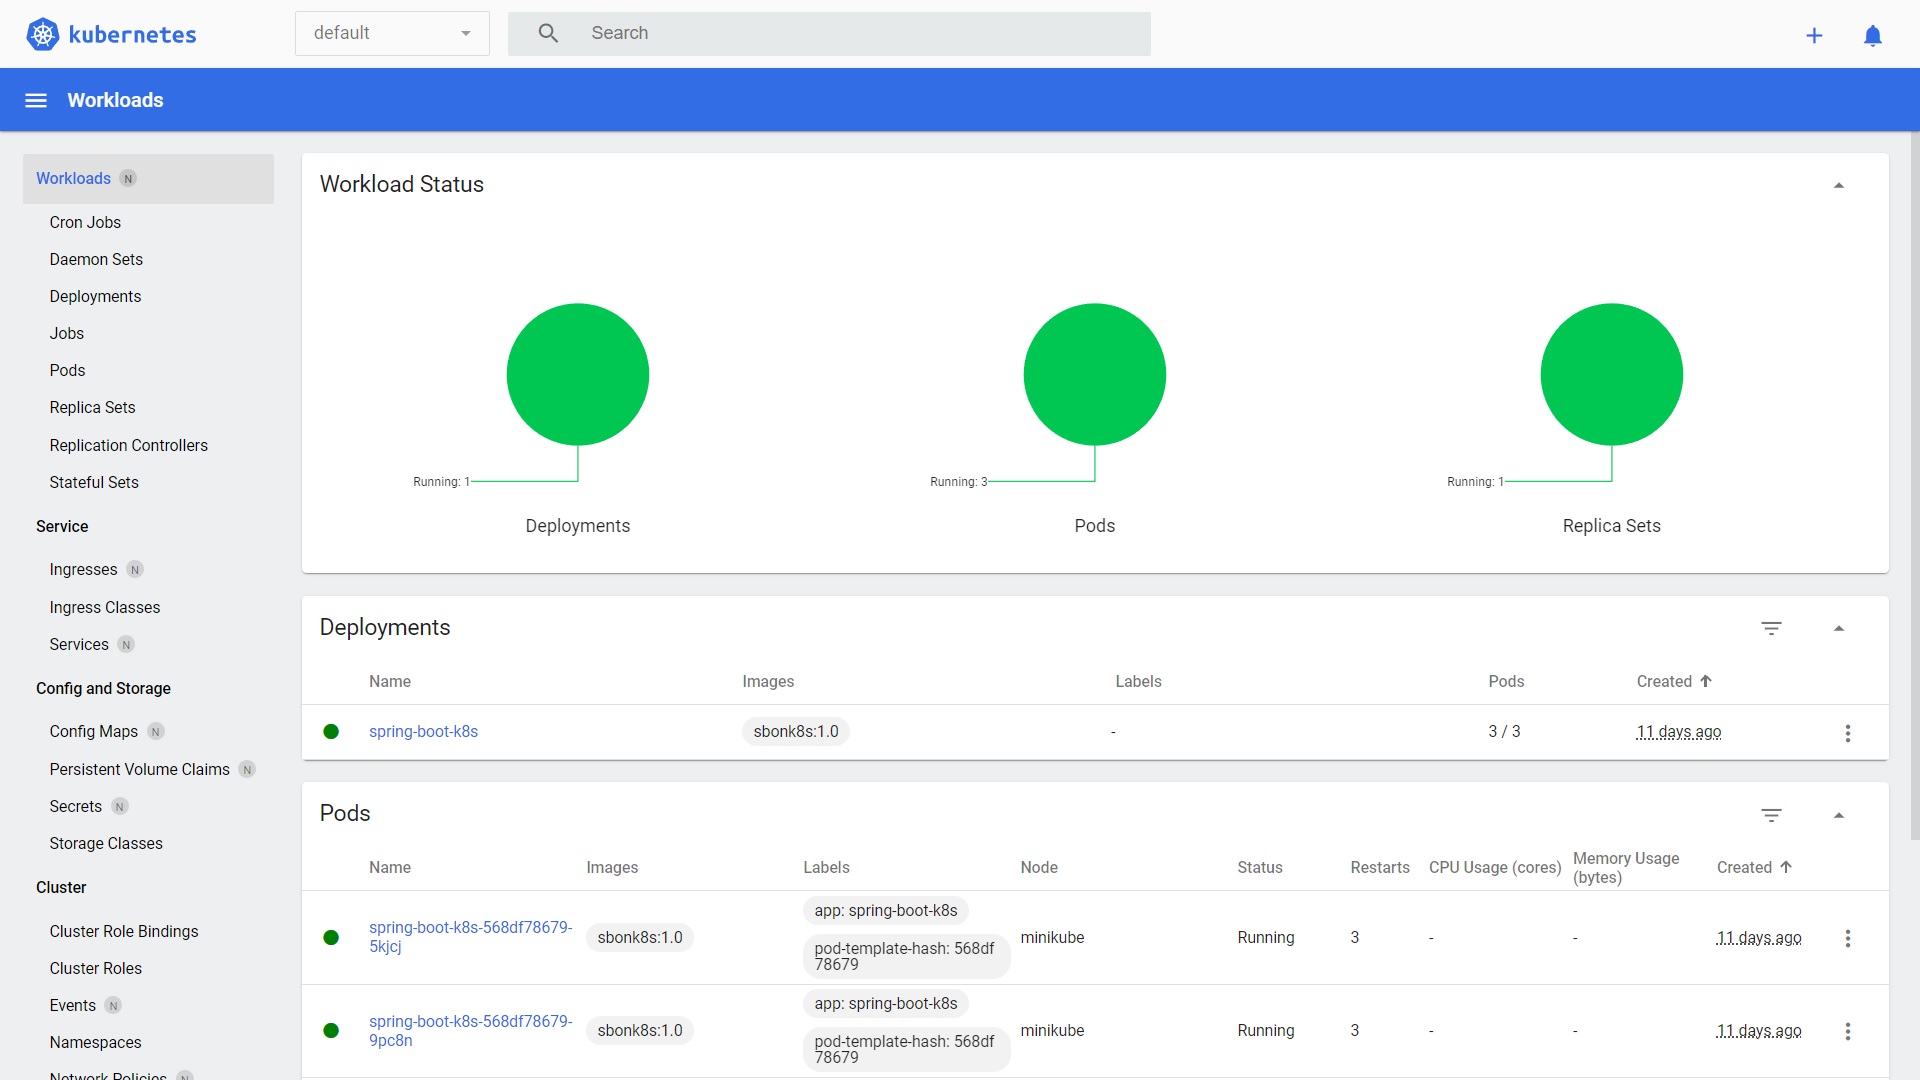 kubernetes
default
Search
Workloads
Workloads N
Cron Jobs
Daemon Sets
Deployments
Jobs
Pods
Replica Sets
Replication Controllers
Stateful Sets
Service
Ingresses N
Ingress Classes
Services N
Config and Storage
Config Maps N
Persistent Volume Claims N
Secrets N
Storage Classes
Cluster
Cluster Role Bindings
Cluster Roles
Events N
Namespaces
Network Policies N
Workload Status
Running: 1
Running: 3
Running: 1
Deployments
Pods
Replica Sets
Deployments
Name Images Labels Pods Created
spring-boot-k8s sbonk8s:1.0 - 3 / 3 11 days ago
Pods
Name Images Labels Node Status Restarts CPU Usage (cores) Memory Usage
(bytes) Created
spring-boot-k8s-568df78679-
5kjcj
sbonk8s:1.0
app: spring-boot-k8s
pod-template-hash: 568df
78679
minikube Running 3 - - 11 days ago
spring-boot-k8s-568df78679-
9pc8n
sbonk8s:1.0
app: spring-boot-k8s
pod-template-hash: 568df
78679
minikube Running 3 - - 11 days ago